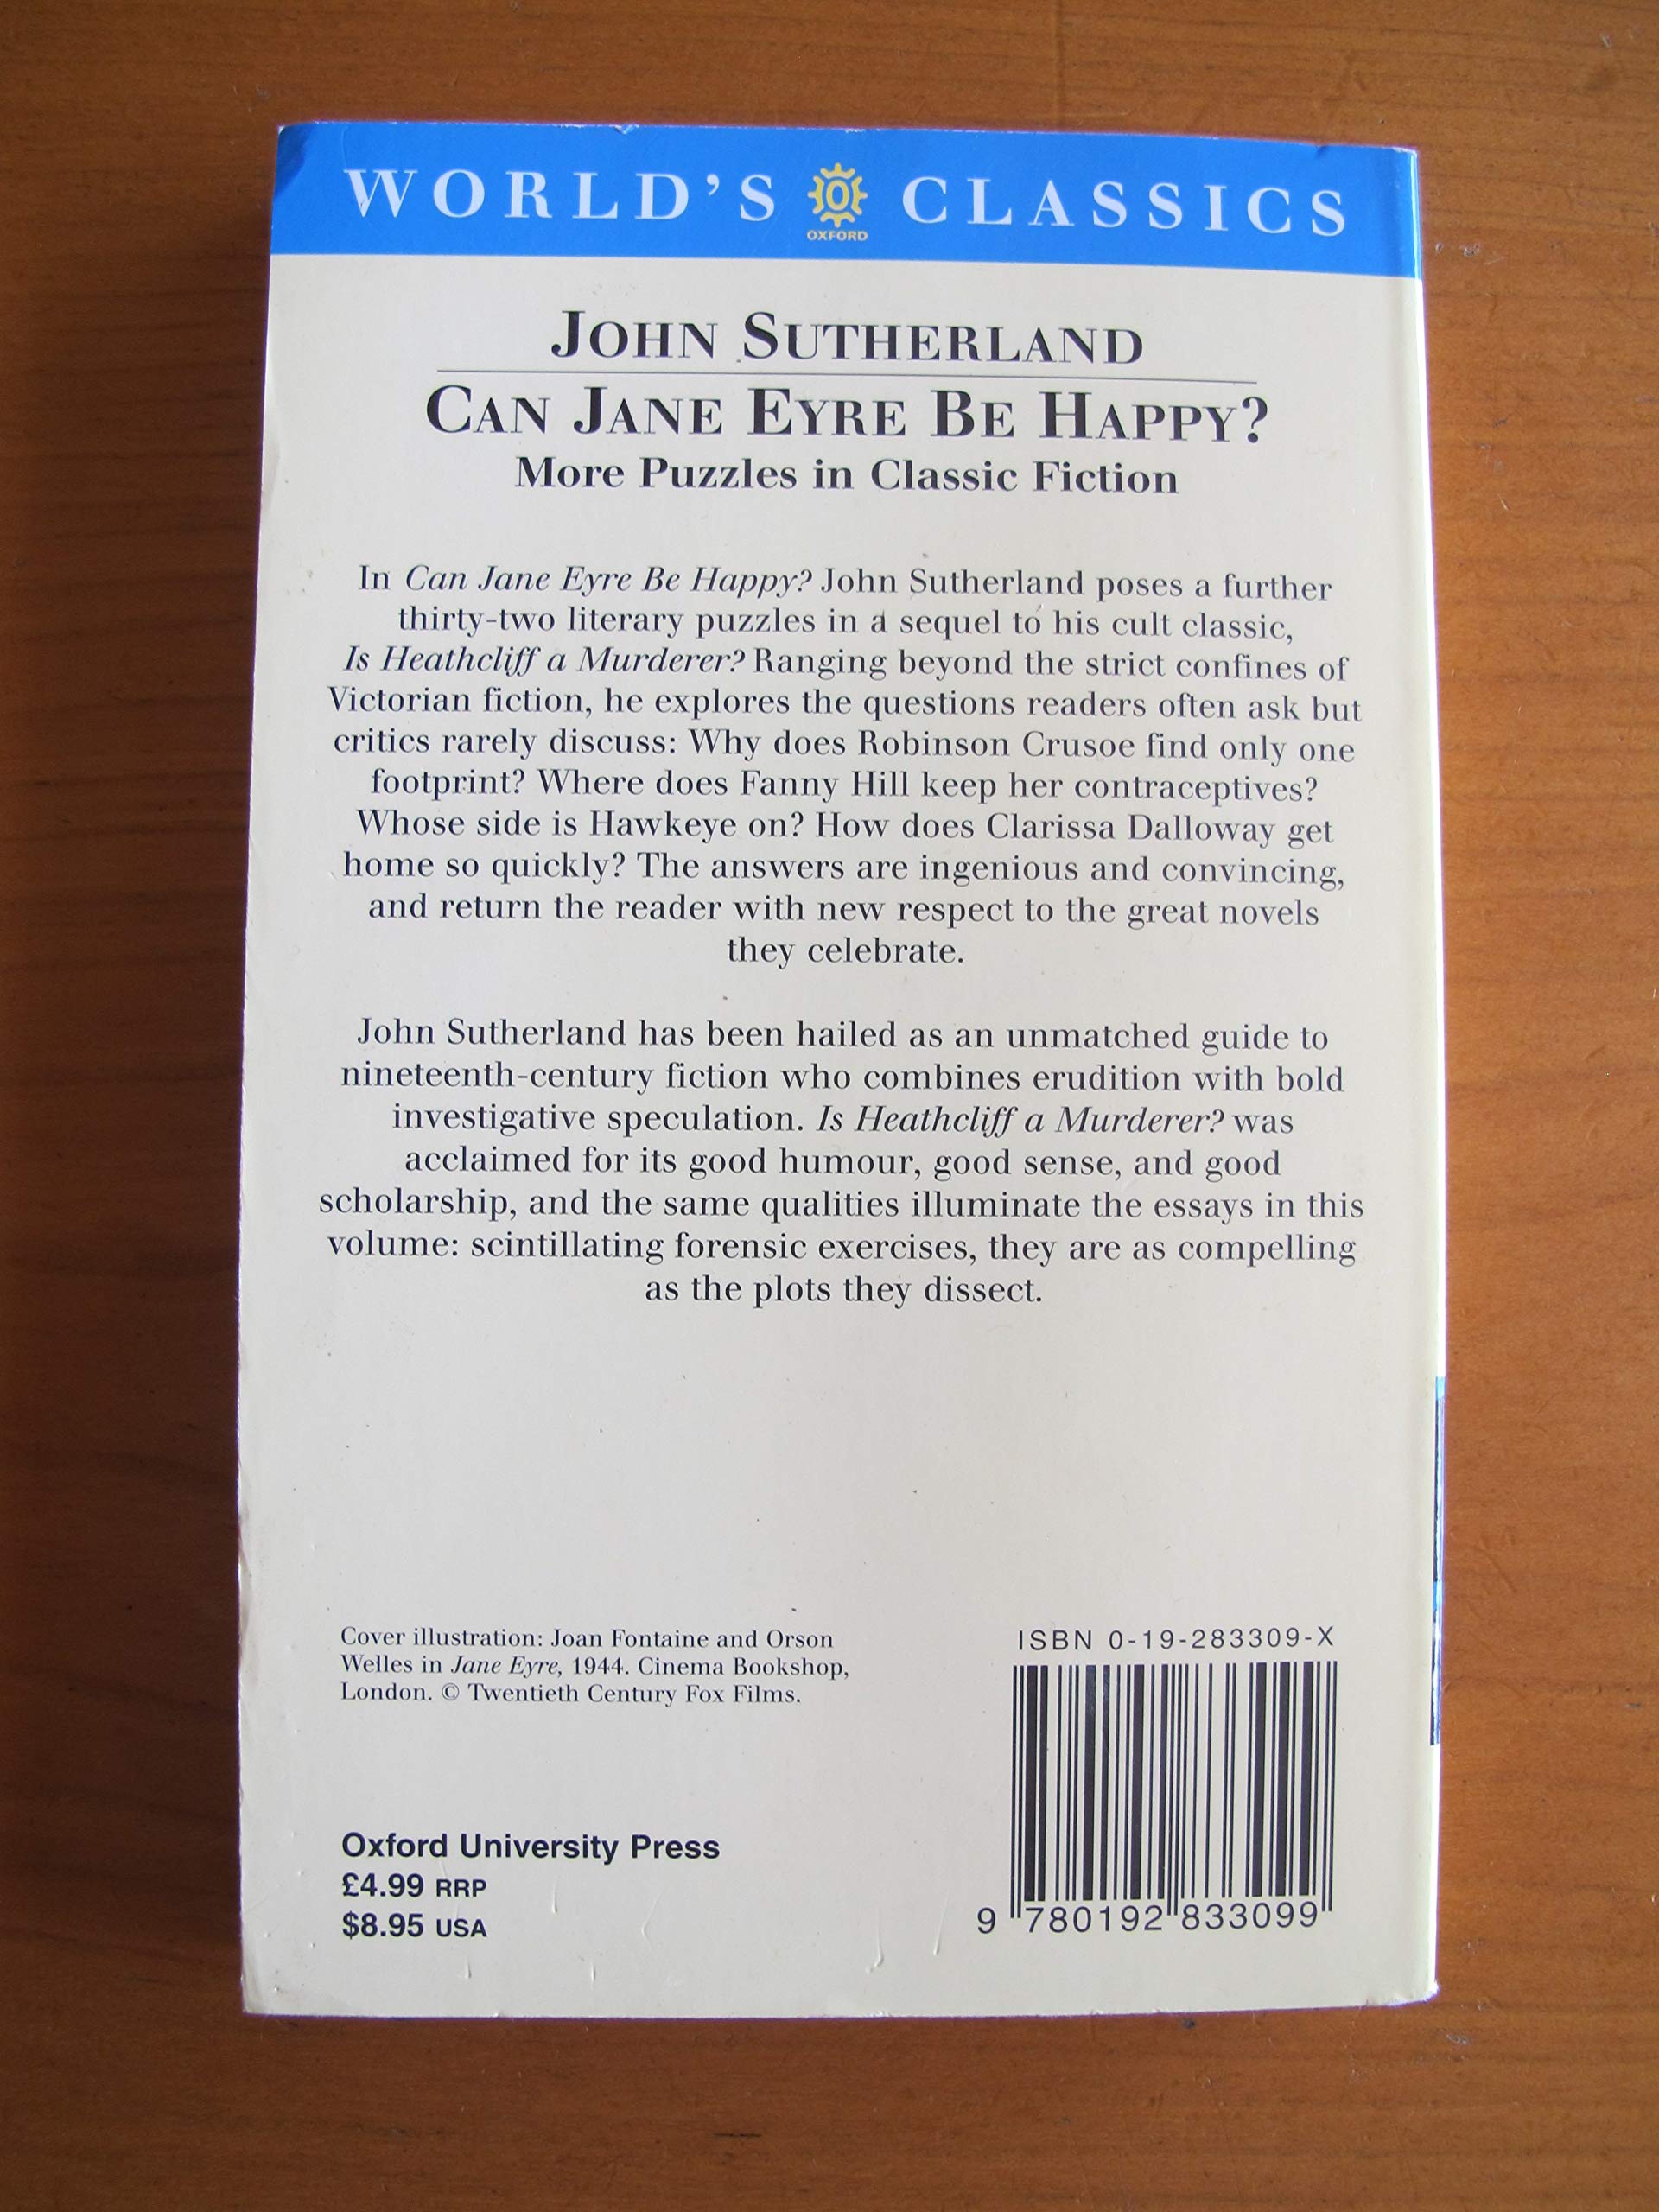 WORLD'S OXFORD CLASSICS
JOHN SUTHERLAND
CAN JANE EYRE BE HAPPY?
More Puzzles in Classic Fiction
In Can Jane Eyre Be Happy? John Sutherland poses a further
thirty-two literary puzzles in a sequel to his cult classic,
Is Heathcliff a Murderer? Ranging beyond the strict confines of
Victorian fiction, he explores the questions readers often ask but
critics rarely discuss: Why does Robinson Crusoe find only one
footprint? Where does Fanny Hill keep her contraceptives?
Whose side is Hawkeye on? How does Clarissa Dalloway get
home so quickly? The answers are ingenious and convincing,
and return the reader with new respect to the great novels
they celebrate.
John Sutherland has been hailed as an unmatched guide to
nineteenth-century fiction who combines erudition with bold
investigative speculation. Is Heathcliff a Murderer? was
acclaimed for its good humour, good sense, and good
scholarship, and the same qualities illuminate the essays in this
volume: scintillating forensic exercises, they are as compelling
as the plots they dissect.
Cover illustration: Joan Fontaine and Orson
Welles in Jane Eyre, 1944. Cinema Bookshop,
London. © Twentieth Century Fox Films.
Oxford University Press
£4.99 RRP
$8.95 USA
ISBN 0-19-283309-X
9 780192 833099